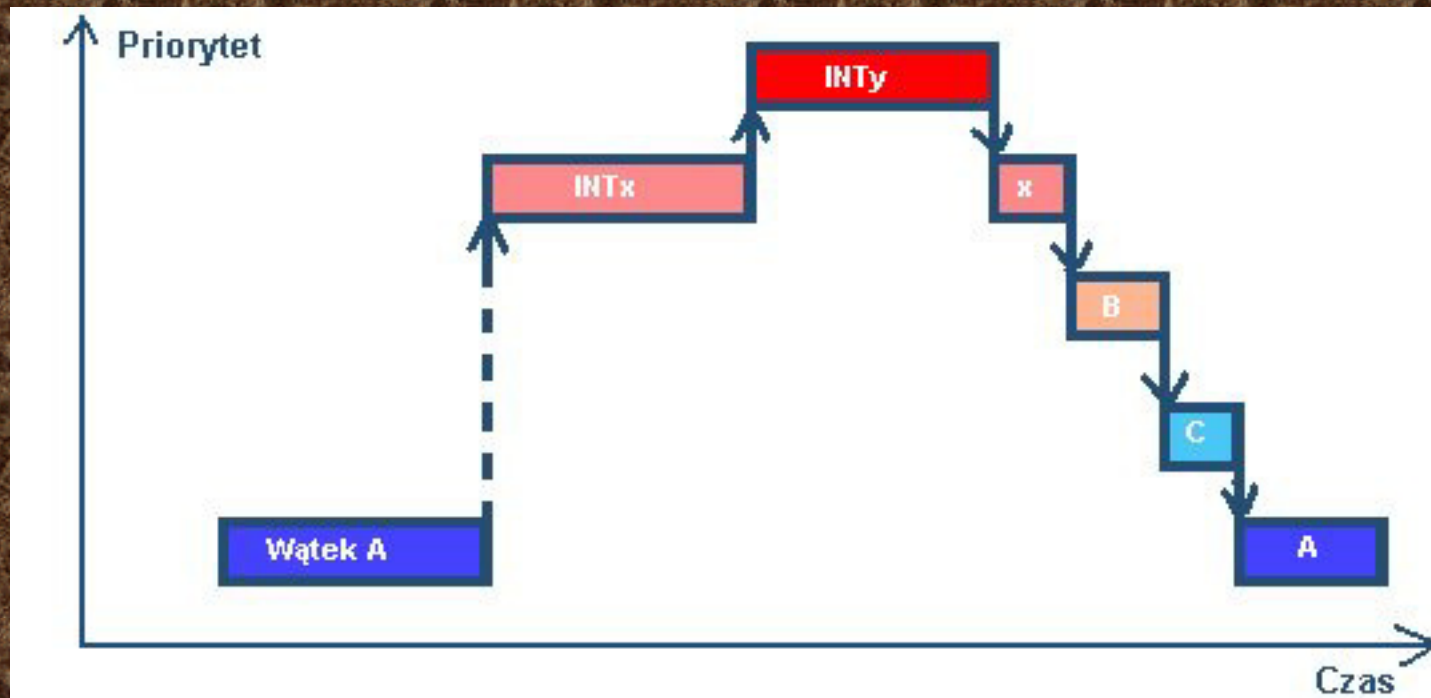 Priorytet
INTy
INTx
x
B
C
Wątek A
A
Czas